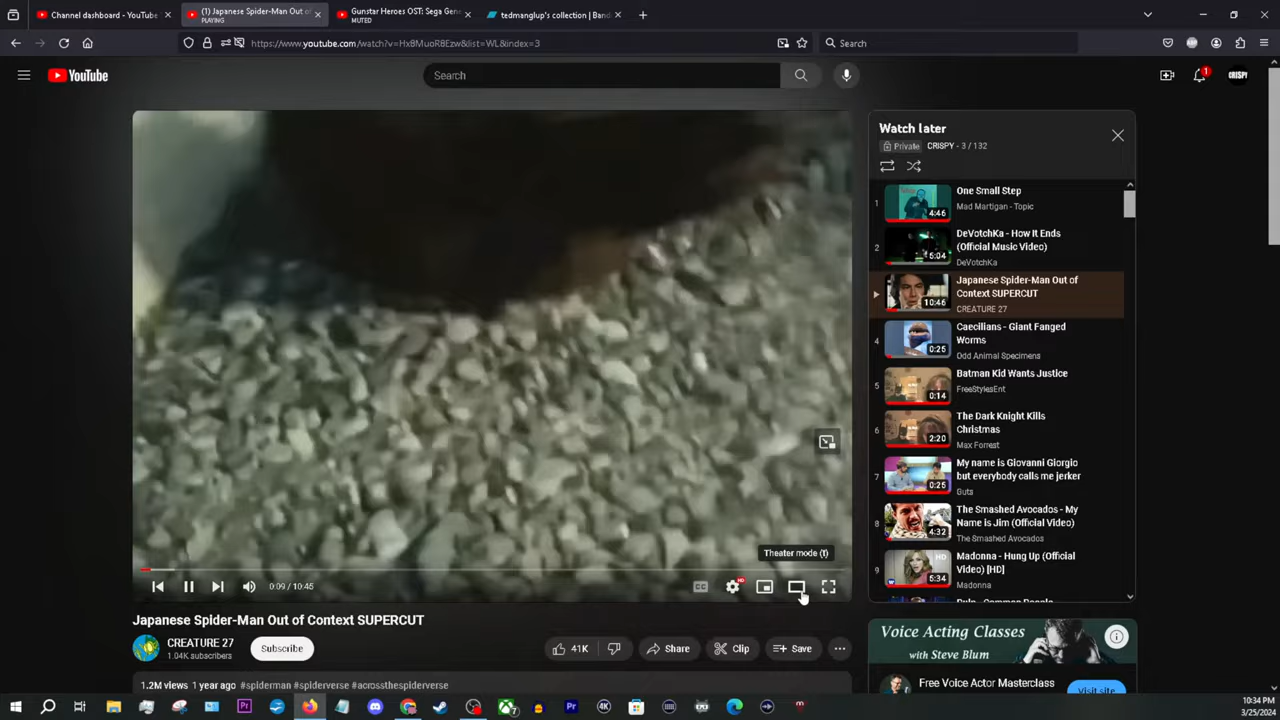 Channel dashboard - YouTube
(1) Japanese Spider-Man Out of
PLAYING
Gunstar Heroes OST: Sega Gen
MUTED
tedmanglup's collection | Band
https://www.youtube.com/watch?v=Hx8MuoR8Ezw&list=WL&index=3
Search
YouTube
Search
1
CRISPY
Watch later
Private CRISPY - 3 / 132
1
4:46
One Small Step
Mad Martigan - Topic
2
5:04
DeVotchKa - How It Ends
(Official Music Video)
DeVotchKa
10:46
Japanese Spider-Man Out of
Context SUPERCUT
CREATURE 27
4
0:25
Caecilians - Giant Fanged
Worms
Odd Animal Specimens
5
0:14
Batman Kid Wants Justice
FreeStylesEnt
6
2:20
The Dark Knight Kills
Christmas
Max Forrest
7
0:25
My name is Giovanni Giorgio
but everybody calls me jerker
Guts
8
4:32
The Smashed Avocados - My
Name is Jim (Official Video)
The Smashed Avocados
9
HD
5:34
Madonna - Hung Up (Official
Video) [HD]
Madonna
Theater mode (t)
0:09 / 10:45
CC
HD
Japanese Spider-Man Out of Context SUPERCUT
CREATURE 27
1.04K subscribers
Subscribe
41K
Share
Clip
Save
1.2M views 1 year ago #spiderman #spiderverse #acrossthespiderverse
Voice Acting Classes
with Steve Blum
Free Voice Actor Masterclass
Visit site
10:34 PM
3/25/2024